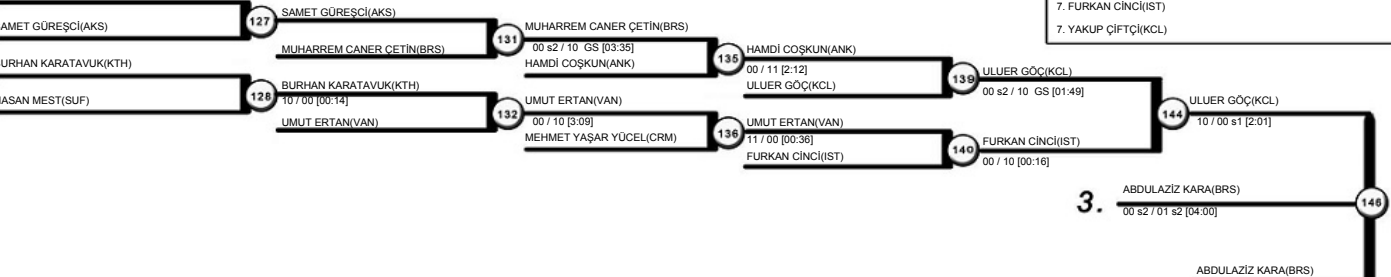 7. FURKAN CİNCİ(IST)
7. YAKUP ÇİFTÇİ(KCL)
AMET GÜREŞCİ(AKS)
127
SAMET GÜREŞCİ(AKS)
MUHARREM CANER ÇETİN(BRS)
131
MUHARREM CANER ÇETİN(BRS)
00 s2 / 10 GS [03:35]
HAMDİ COŞKUN(ANK)
135
HAMDİ COŞKUN(ANK)
00 / 11 [2:12]
ULUER GÖÇ(KCL)
139
ULUER GÖÇ(KCL)
00 s2 / 10 GS [01:49]
144
ULUER GÖÇ(KCL)
10 / 00 s1 [2:01]
URHAN KARATAVUK(KTH)
ASAN MEST(SUF)
128
BURHAN KARATAVUK(KTH)
10 / 00 [00:14]
UMUT ERTAN(VAN)
132
UMUT ERTAN(VAN)
00 / 10 [3:09]
MEHMET YAŞAR YÜCEL(CRM)
136
UMUT ERTAN(VAN)
11 / 00 [00:36]
FURKAN CİNCİ(IST)
140
FURKAN CİNCİ(IST)
00 / 10 [00:16]
3.
ABDULAZİZ KARA(BRS)
00 s2 / 01 s2 [04:00]
146
ABDULAZİZ KARA(BRS)